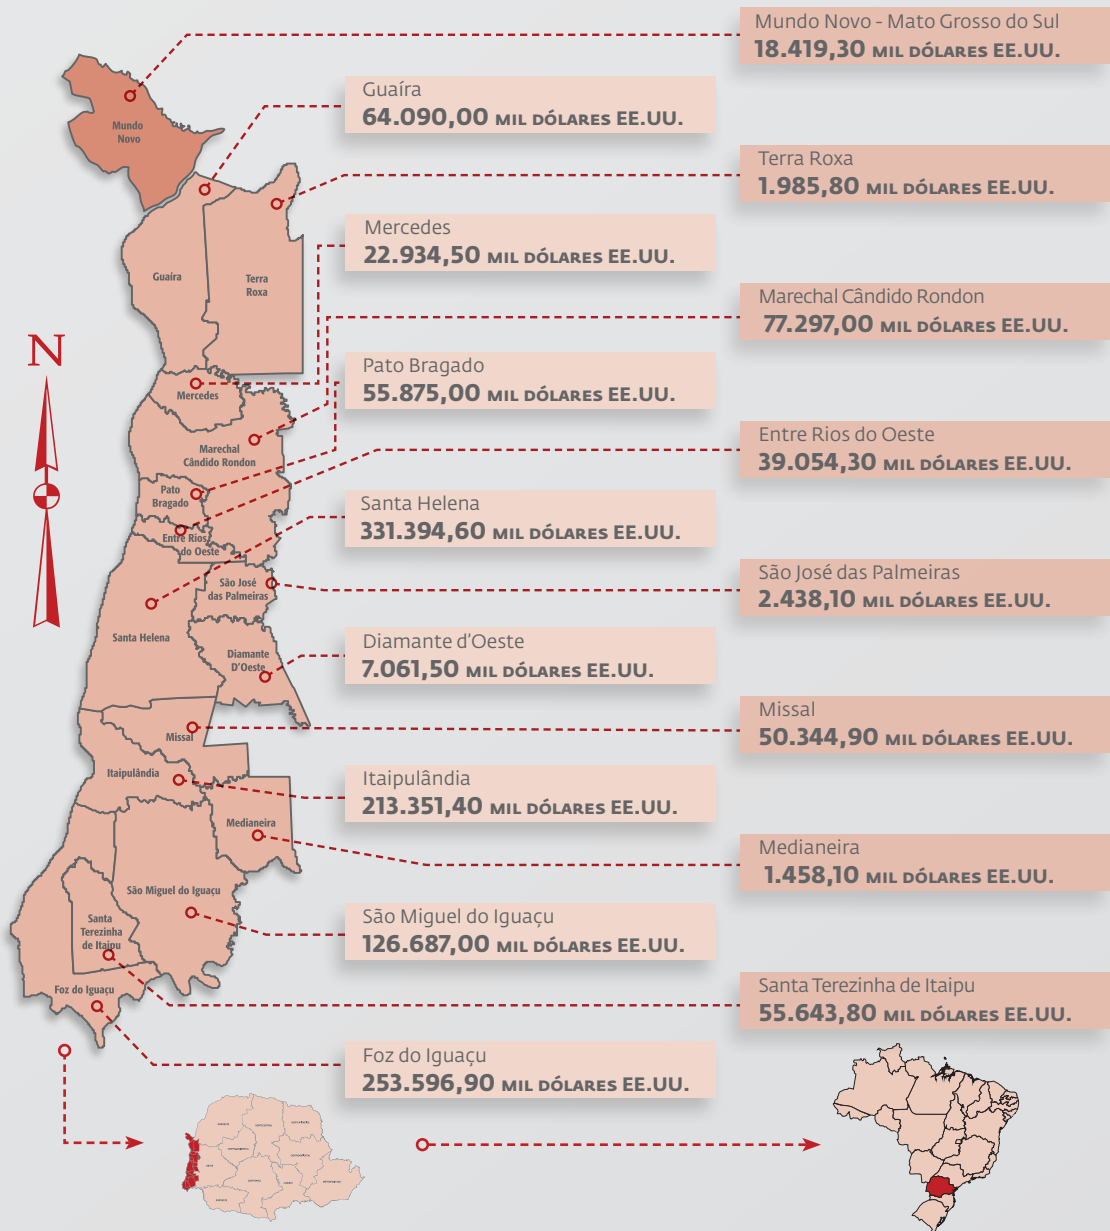 Mundo Novo - Mato Grosso do Sul
18.419,30 MIL DÓLARES EE.UU.
Guaíra
64.090,00 MIL DÓLARES EE.UU.
Terra Roxa
1.985,80 MIL DÓLARES EE.UU.
Mercedes
22.934,50 MIL DÓLARES EE.UU.
Marechal Cândido Rondon
77.297,00 MIL DÓLARES EE.UU.
Pato Bragado
55.875,00 MIL DÓLARES EE.UU.
Entre Rios do Oeste
39.054,30 MIL DÓLARES EE.UU.
Santa Helena
331.394,60 MIL DÓLARES EE.UU.
São José das Palmeiras
2.438,10 MIL DÓLARES EE.UU.
Diamante d'Oeste
7.061,50 MIL DÓLARES EE.UU.
Missal
50.344,90 MIL DÓLARES EE.UU.
Itaipulândia
213.351,40 MIL DÓLARES EE.UU.
Medianeira
1.458,10 MIL DÓLARES EE.UU.
São Miguel do Iguaçu
126.687,00 MIL DÓLARES EE.UU.
Santa Terezinha de Itaipu
55.643,80 MIL DÓLARES EE.UU.
Foz do Iguaçu
253.596,90 MIL DÓLARES EE.UU.
N
Mundo
Novo
Guaíra
Terra
Roxa
Mercedes
Marechal
Cândido Rondon
Pato
Bragado
Entre Rios
do Oeste
São José
das Palmeiras
Santa Helena
Diamante
D'Oeste
Missal
Itaipulândia
Medianeira
São Miguel do Iguaçu
Santa
Terezinha
de Itaipu
Foz do Iguaçu